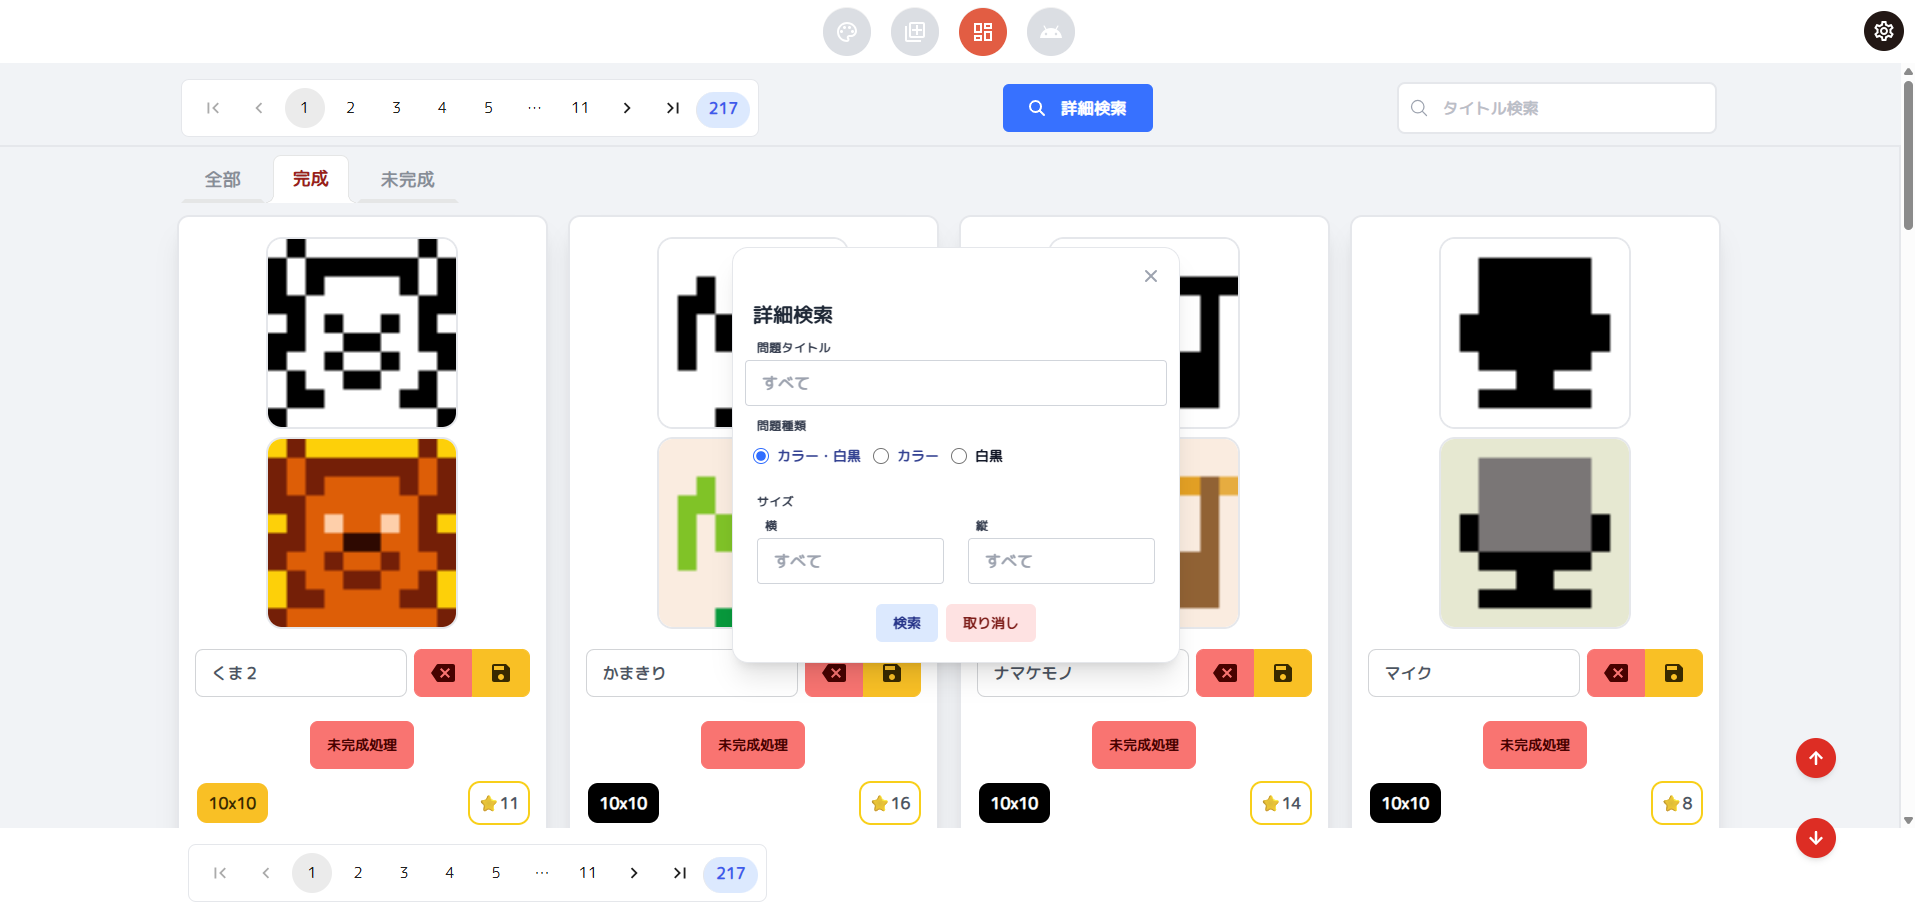 1 2 3 4 5 … 11 217
詳細検索
タイトル検索
全部 完成 未完成
詳細検索
問題タイトル
すべて
問題種類
カラー・白黒 カラー 白黒
サイズ
横 縦
すべて すべて
検索 取り消し
くま２ かまきり ナマケモノ マイク
未完成処理 未完成処理 未完成処理 未完成処理
10x10 11 10x10 16 10x10 14 10x10 8
1 2 3 4 5 … 11 217